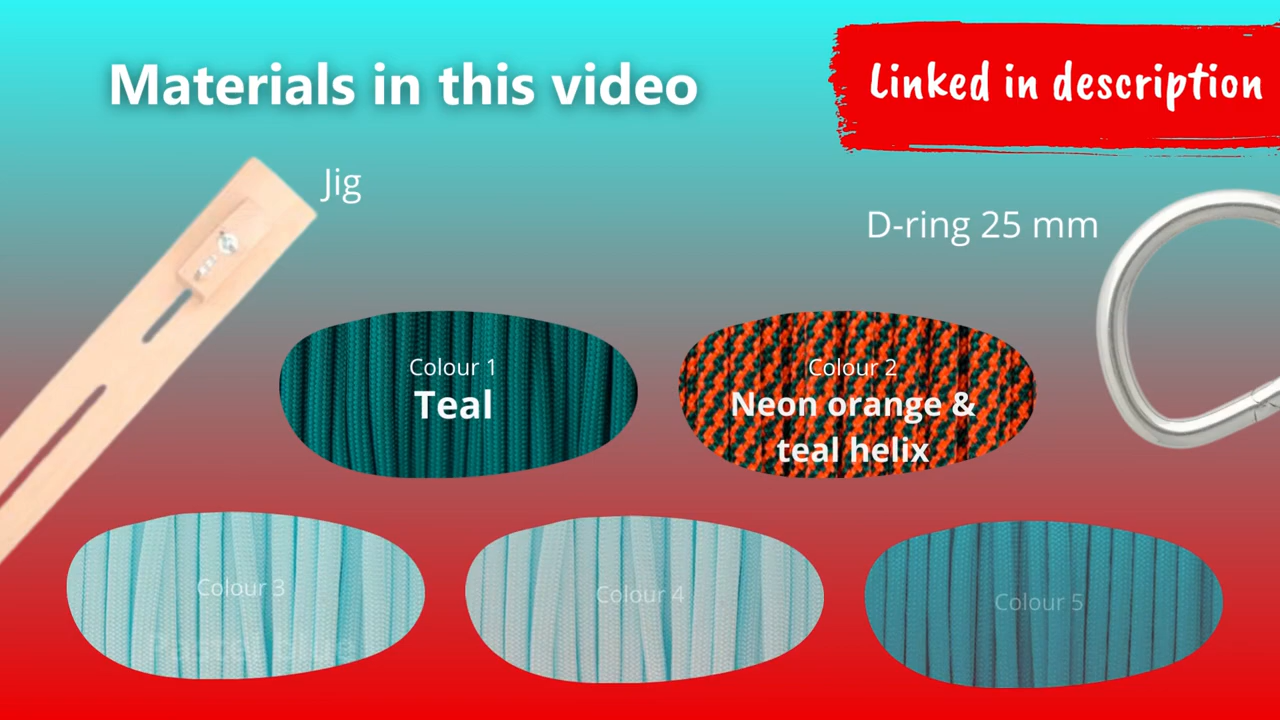 Materials in this video
Linked in description
Jig
D-ring 25 mm
Colour 1
Teal
Colour 2
Neon orange &
teal helix
Colour 3
Colour 4
Colour 5